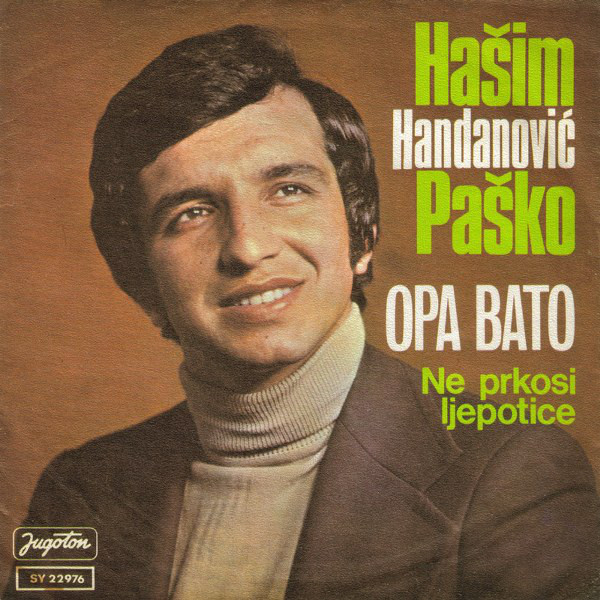 Hašim
Handanović
Paško
OPA BATO
Ne prkosi
ljepotice
Jugoton
SY 22976